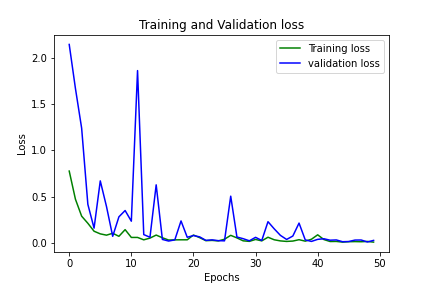 Training and Validation loss
Training loss
validation loss
Loss
2.0
1.5
1.0
0.5
0.0
0 10 20 30 40 50
Epochs